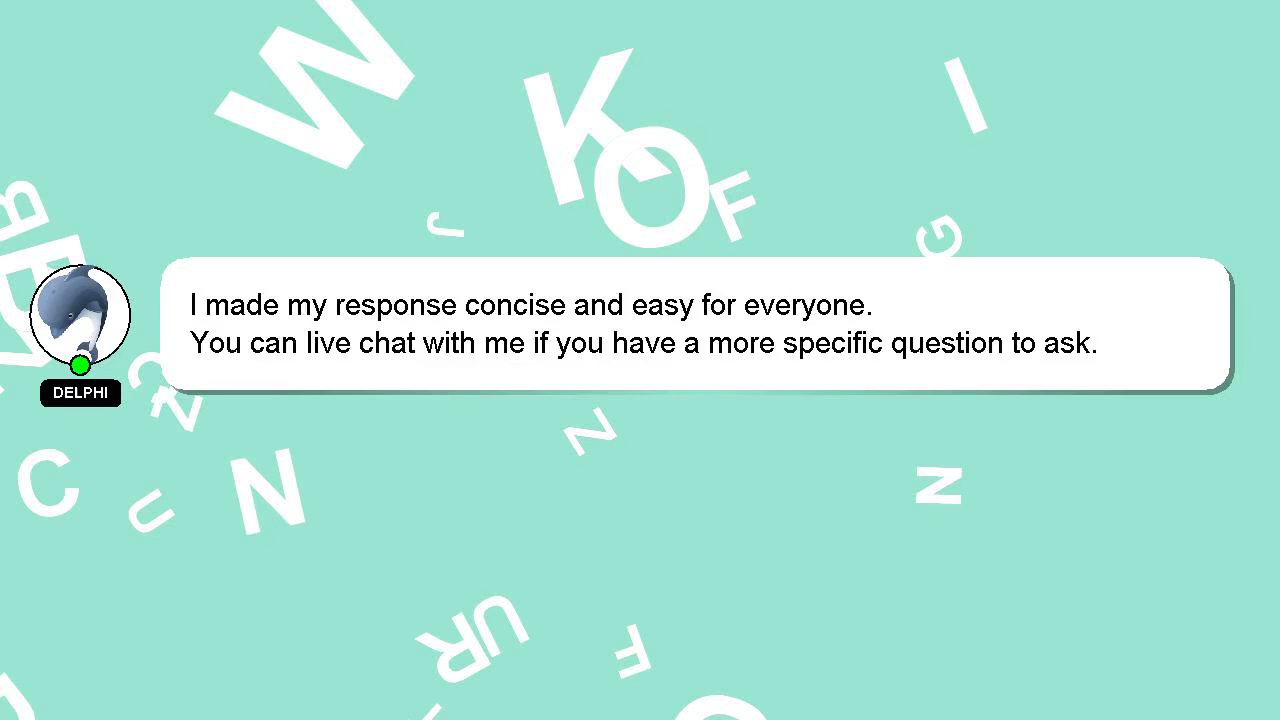 W
K
I
O
F
J
G
B
I made my response concise and easy for everyone.
You can live chat with me if you have a more specific question to ask.
DELPHI
C
Z
N
C
N
N
U
U
R
F